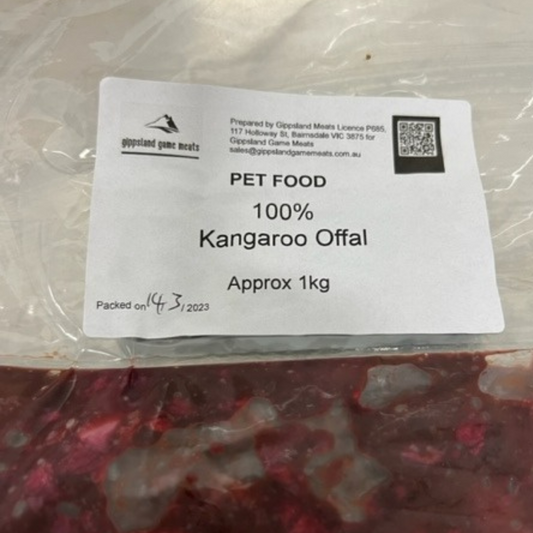 gippsland game meats
Prepared by Gippsland Meats Licence P685,
117 Holloway St, Bairnsdale VIC 3875 for
Gippsland Game Meats
sales@gippslandgamemeats.com.au
PET FOOD
100%
Kangaroo Offal
Approx 1kg
Packed on 14/3/2023